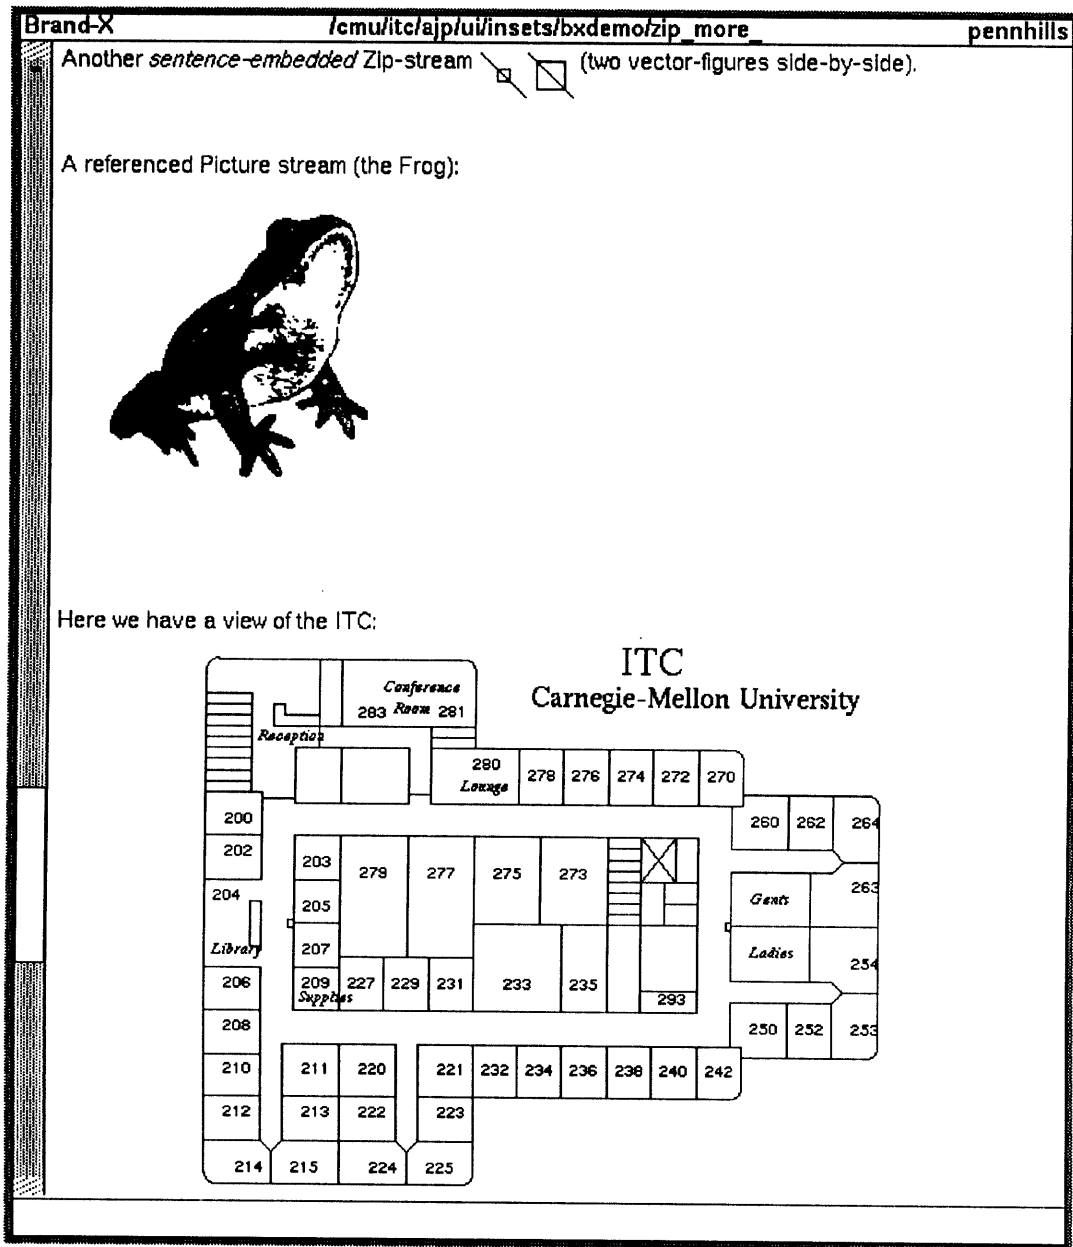 Brand-X /cmu/itc/ajp/ui/insets/bxdemo/zip_more_ pennhills
Another sentence-embedded Zip-stream (two vector-figures side-by-side).
A referenced Picture stream (the Frog):
Here we have a view of the ITC:
ITC
Carnegie-Mellon University
Conference
283 Room 281
Reception
280 278 276 274 272 270
Lounge
200 260 262 264
202 203 279 277 275 273
204 205 Gents 263
Library 207 Ladies 254
206 209 227 229 231 233 235
Supplies 293
208 250 252 253
210 211 220 221 232 234 236 238 240 242
212 213 222 223
214 215 224 225